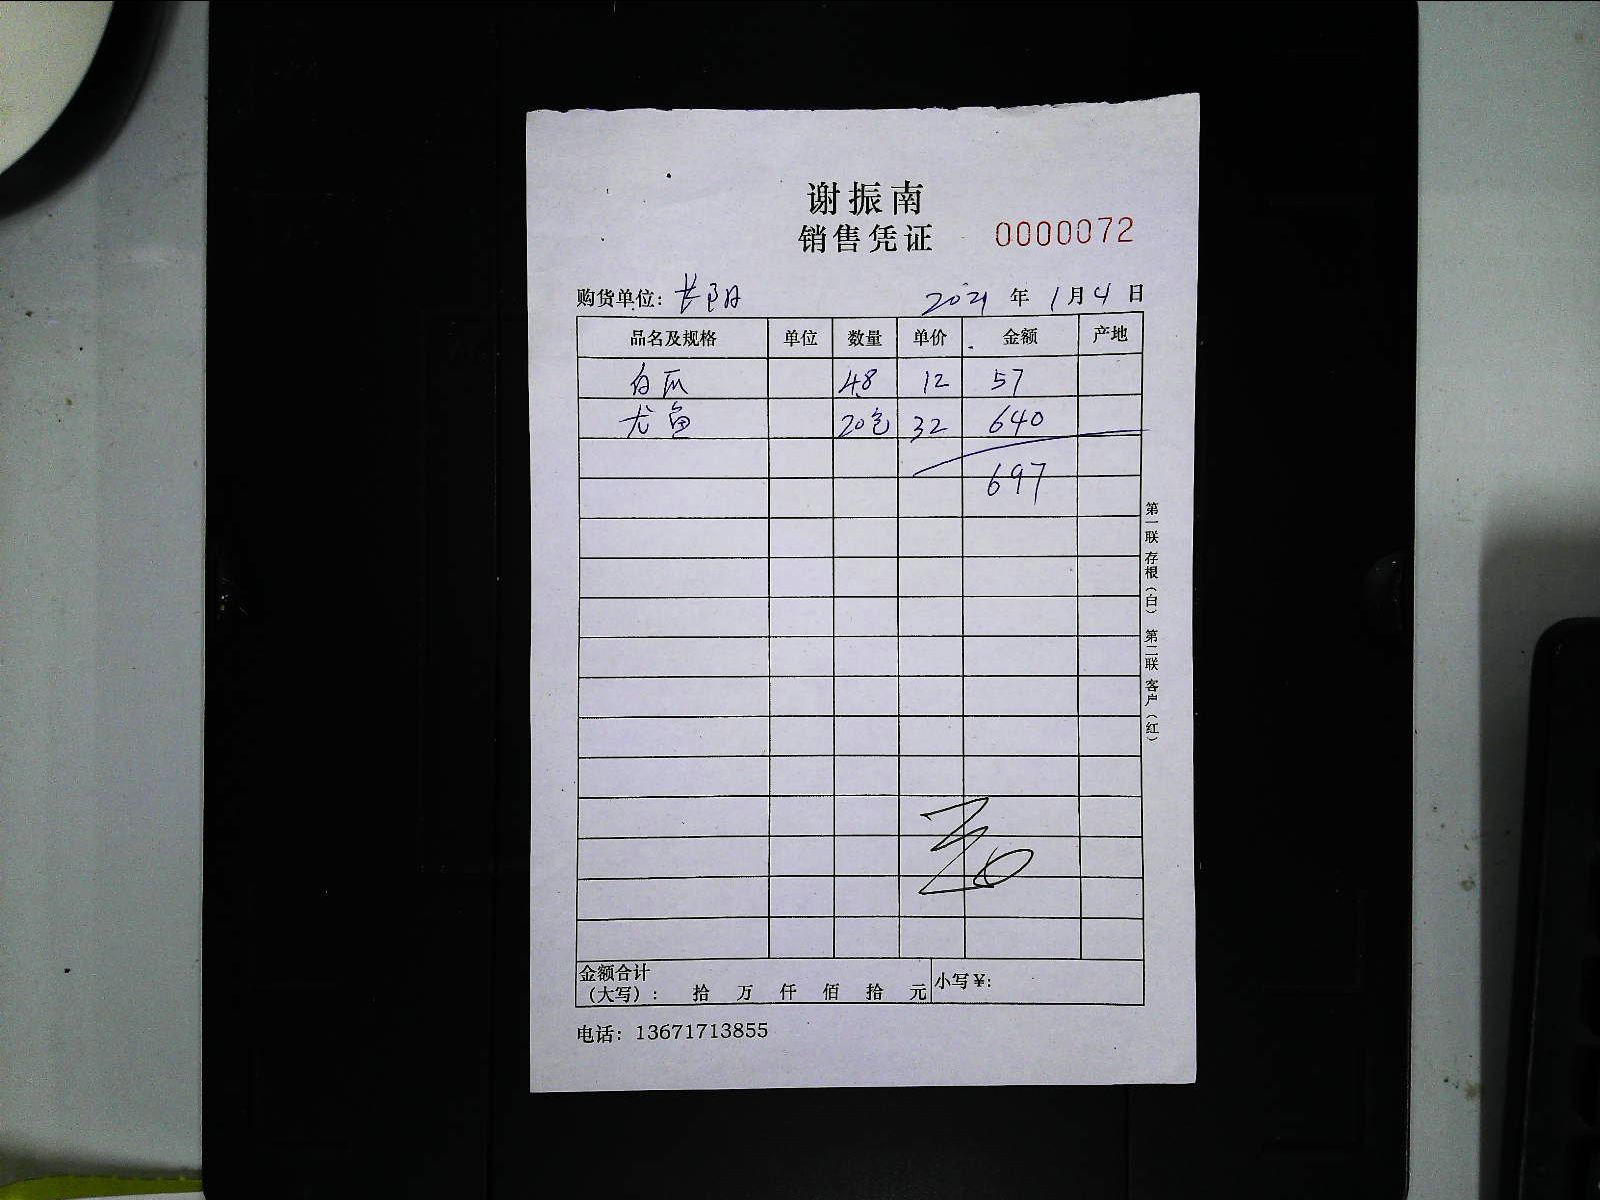 谢振南
销售凭证 0000072
购货单位: 长阳 2021 年 1 月 4 日
品名及规格 单位 数量 单价 金额 产地
白瓜 4.8 12 57
尤鱼 20包 32 640
697
第一联 存根(白) 第二联 客户(红)
金额合计
(大写): 拾 万 仟 佰 拾 元 小写¥:
电话: 13671713855